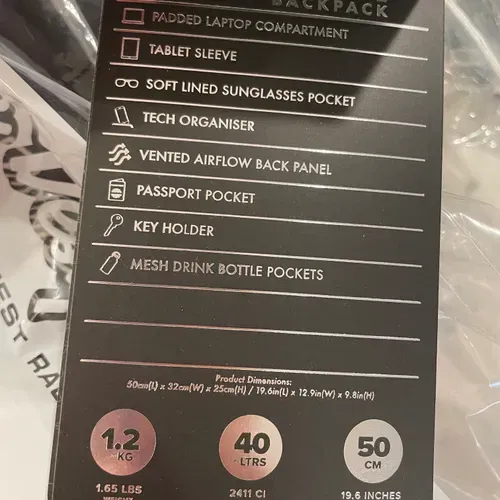 BACKPACK
PADDED LAPTOP COMPARTMENT
TABLET SLEEVE
SOFT LINED SUNGLASSES POCKET
TECH ORGANISER
VENTED AIRFLOW BACK PANEL
PASSPORT POCKET
KEY HOLDER
MESH DRINK BOTTLE POCKETS
Product Dimensions:
50cm(L) x 32cm(W) x 25cm(H) / 19.6in(L) x 12.9in(W) x 9.8in(H)
1.2 KG
40 LTRS
50 CM
1.65 LBS
2411 CI
19.6 INCHES
WEIGHT